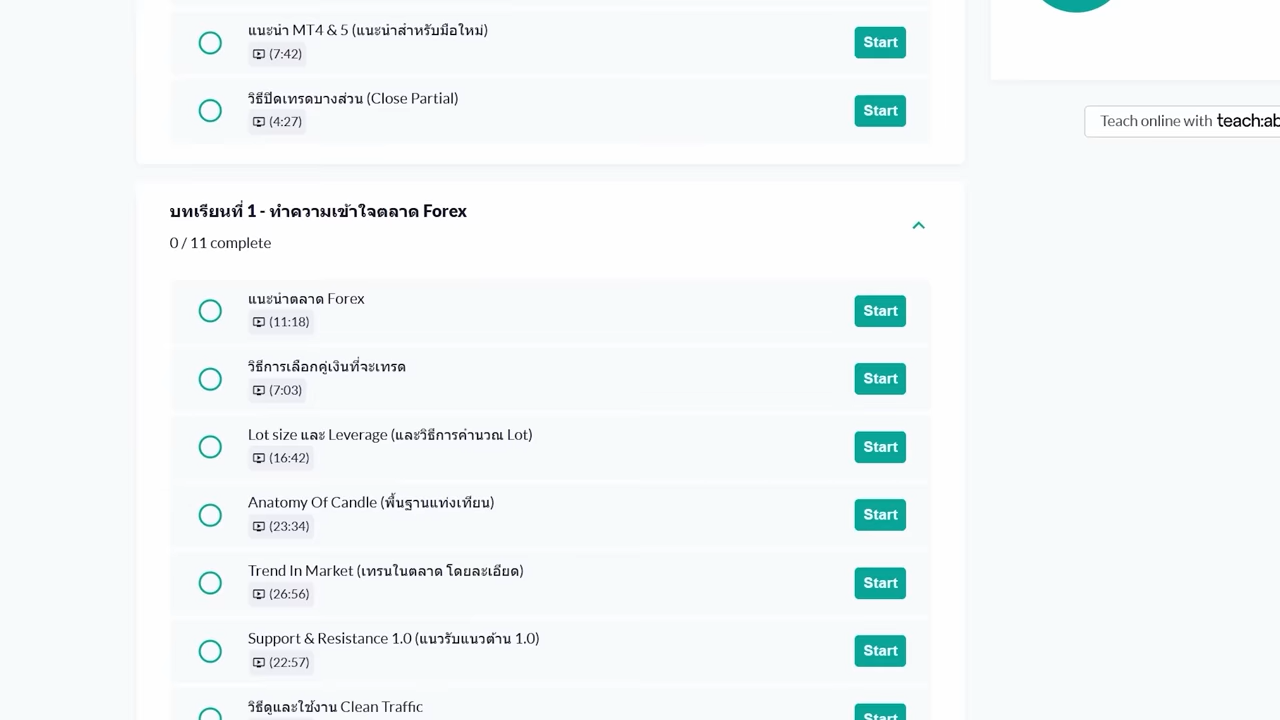 แนะนำ MT4 & 5 (แนะนำสำหรับมือใหม่)
(7:42)
Start
วิธีปิดเทรดบางส่วน (Close Partial)
(4:27)
Start
Teach online with teach:ab
บทเรียนที่ 1 - ทำความเข้าใจตลาด Forex
0 / 11 complete
แนะนำตลาด Forex
(11:18)
Start
วิธีการเลือกคู่เงินที่จะเทรด
(7:03)
Start
Lot size และ Leverage (และวิธีการคำนวณ Lot)
(16:42)
Start
Anatomy Of Candle (พื้นฐานแท่งเทียน)
(23:34)
Start
Trend In Market (เทรนในตลาด โดยละเอียด)
(26:56)
Start
Support & Resistance 1.0 (แนวรับแนวต้าน 1.0)
(22:57)
Start
วิธีดูและใช้งาน Clean Traffic
Start